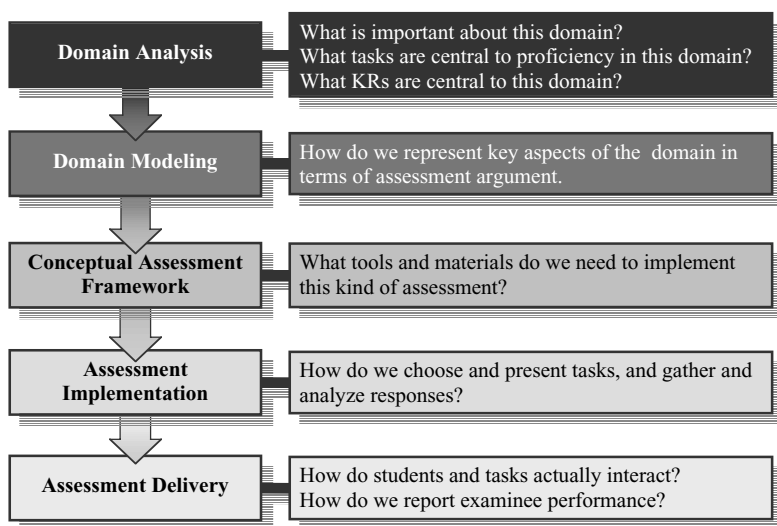 Domain Analysis
What is important about this domain?
What tasks are central to proficiency in this domain?
What KRs are central to this domain?
Domain Modeling
How do we represent key aspects of the domain in
terms of assessment argument.
Conceptual Assessment
Framework
What tools and materials do we need to implement
this kind of assessment?
Assessment
Implementation
How do we choose and present tasks, and gather and
analyze responses?
Assessment Delivery
How do students and tasks actually interact?
How do we report examinee performance?